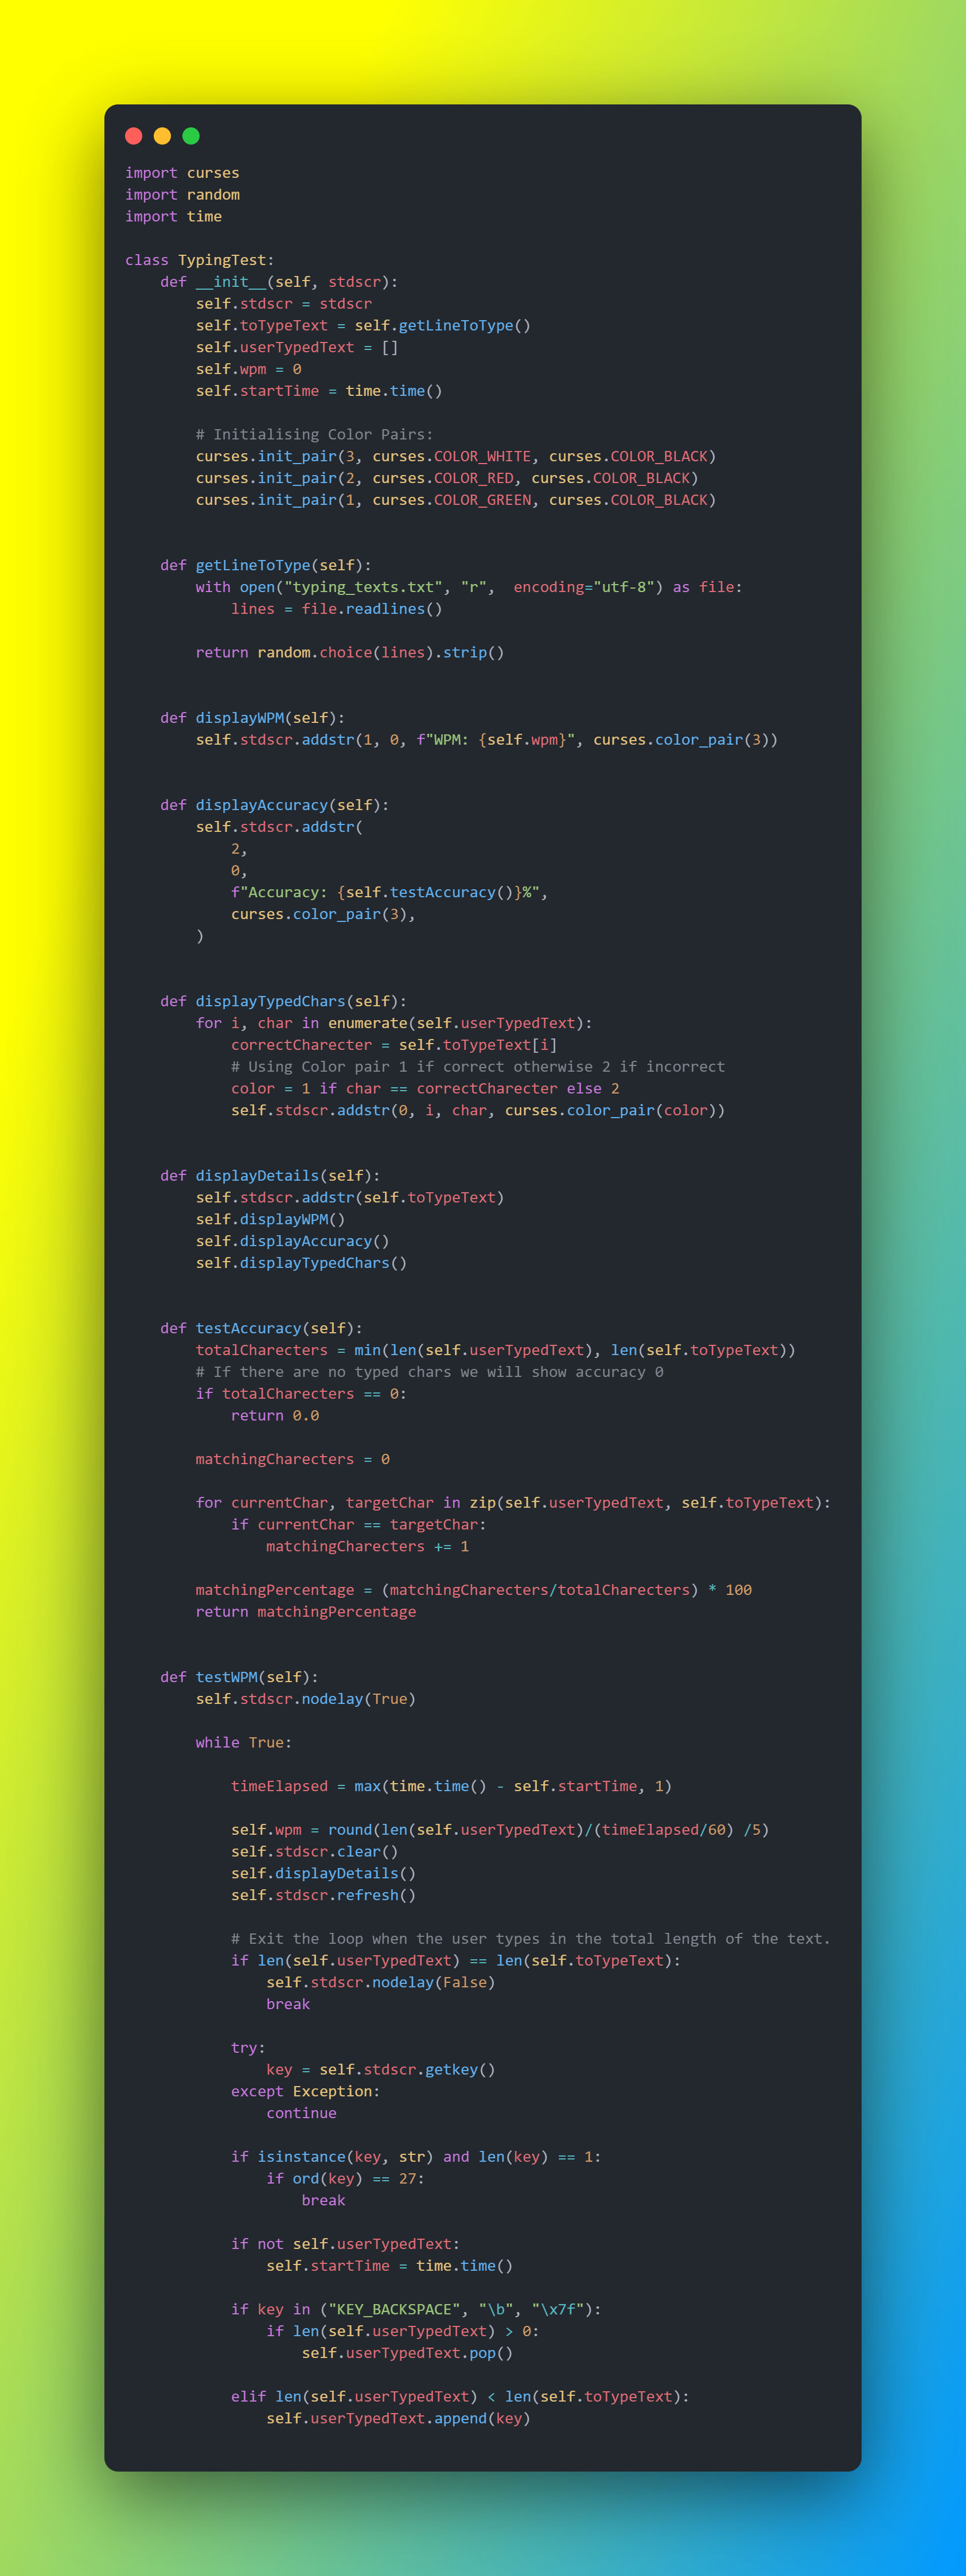 import curses
import random
import time

class TypingTest:
    def __init__(self, stdscr):
        self.stdscr = stdscr
        self.toTypeText = self.getLineToType()
        self.userTypedText = []
        self.wpm = 0
        self.startTime = time.time()

        # Initialising Color Pairs:
        curses.init_pair(3, curses.COLOR_WHITE, curses.COLOR_BLACK)
        curses.init_pair(2, curses.COLOR_RED, curses.COLOR_BLACK)
        curses.init_pair(1, curses.COLOR_GREEN, curses.COLOR_BLACK)


    def getLineToType(self):
        with open("typing_texts.txt", "r",  encoding="utf-8") as file:
            lines = file.readlines()

        return random.choice(lines).strip()


    def displayWPM(self):
        self.stdscr.addstr(1, 0, f"WPM: {self.wpm}", curses.color_pair(3))


    def displayAccuracy(self):
        self.stdscr.addstr(
            2,
            0,
            f"Accuracy: {self.testAccuracy()}%",
            curses.color_pair(3),
        )


    def displayTypedChars(self):
        for i, char in enumerate(self.userTypedText):
            correctCharecter = self.toTypeText[i]
            # Using Color pair 1 if correct otherwise 2 if incorrect
            color = 1 if char == correctCharecter else 2
            self.stdscr.addstr(0, i, char, curses.color_pair(color))


    def displayDetails(self):
        self.stdscr.addstr(self.toTypeText)
        self.displayWPM()
        self.displayAccuracy()
        self.displayTypedChars()


    def testAccuracy(self):
        totalCharecters = min(len(self.userTypedText), len(self.toTypeText))
        # If there are no typed chars we will show accuracy 0
        if totalCharecters == 0:
            return 0.0

        matchingCharecters = 0

        for currentChar, targetChar in zip(self.userTypedText, self.toTypeText):
            if currentChar == targetChar:
                matchingCharecters += 1

        matchingPercentage = (matchingCharecters/totalCharecters) * 100
        return matchingPercentage


    def testWPM(self):
        self.stdscr.nodelay(True)

        while True:

            timeElapsed = max(time.time() - self.startTime, 1)

            self.wpm = round(len(self.userTypedText)/(timeElapsed/60) /5)
            self.stdscr.clear()
            self.displayDetails()
            self.stdscr.refresh()

            # Exit the loop when the user types in the total length of the text.
            if len(self.userTypedText) == len(self.toTypeText):
                self.stdscr.nodelay(False)
                break

            try:
                key = self.stdscr.getkey()
            except Exception:
                continue

            if isinstance(key, str) and len(key) == 1:
                if ord(key) == 27:
                    break

            if not self.userTypedText:
                self.startTime = time.time()

            if key in ("KEY_BACKSPACE", "\b", "\x7f"):
                if len(self.userTypedText) > 0:
                    self.userTypedText.pop()

            elif len(self.userTypedText) < len(self.toTypeText):
                self.userTypedText.append(key)